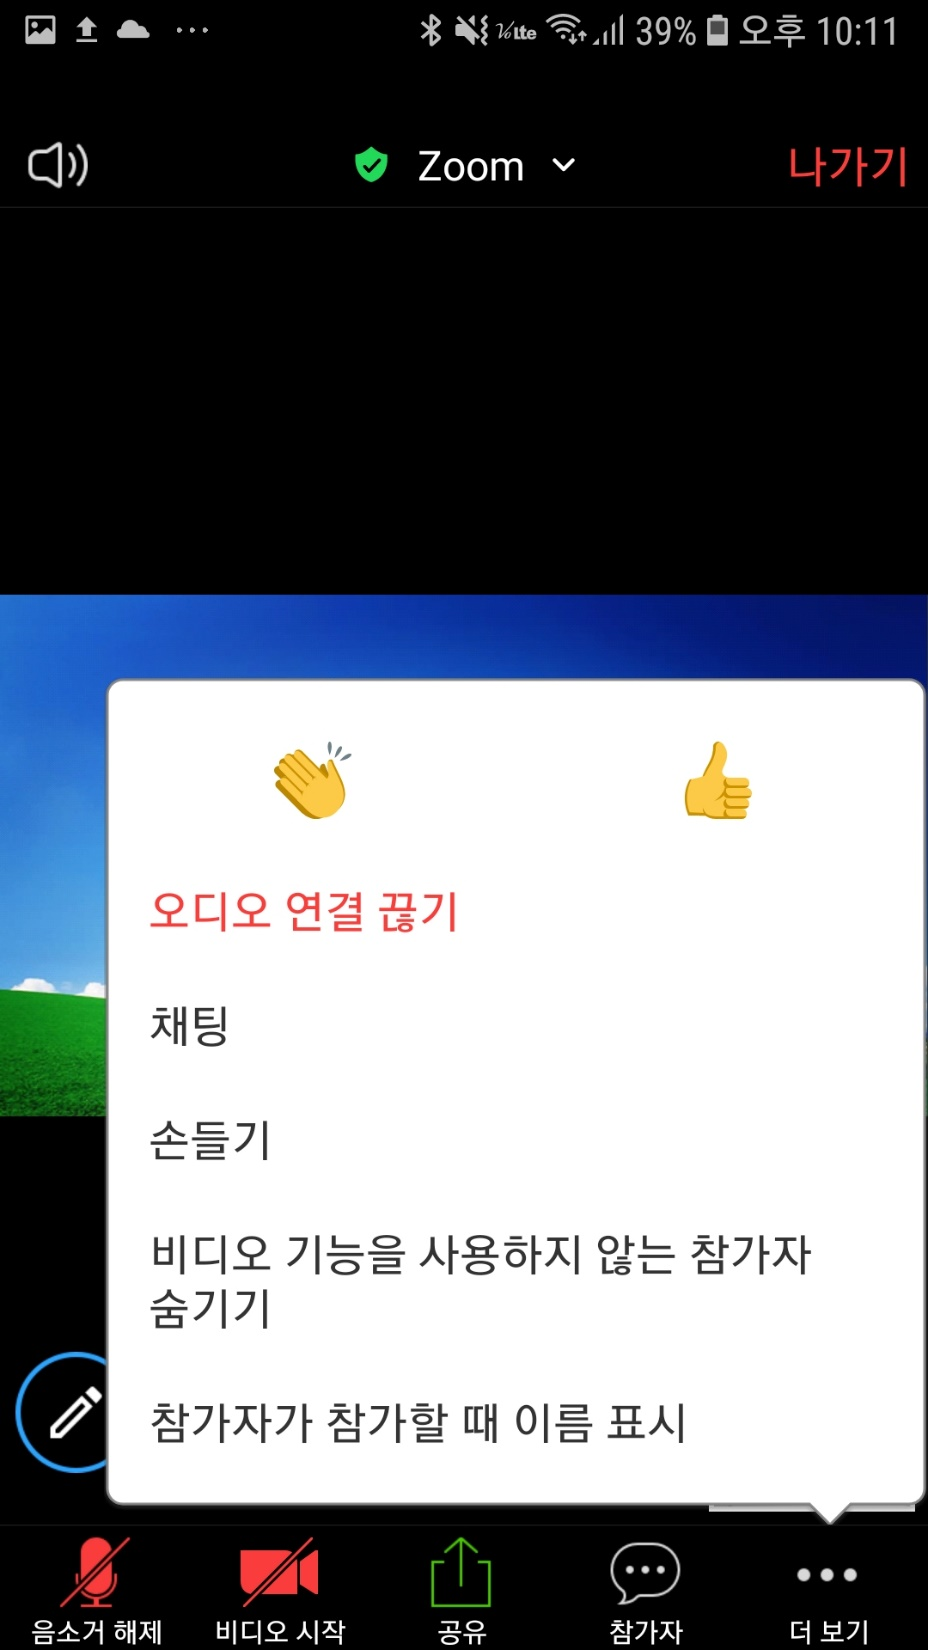 VoLTE 39% 오후 10:11
Zoom 나가기
오디오 연결 끊기
채팅
손들기
비디오 기능을 사용하지 않는 참가자
숨기기
참가자가 참가할 때 이름 표시
음소거 해제 비디오 시작 공유 참가자 더 보기